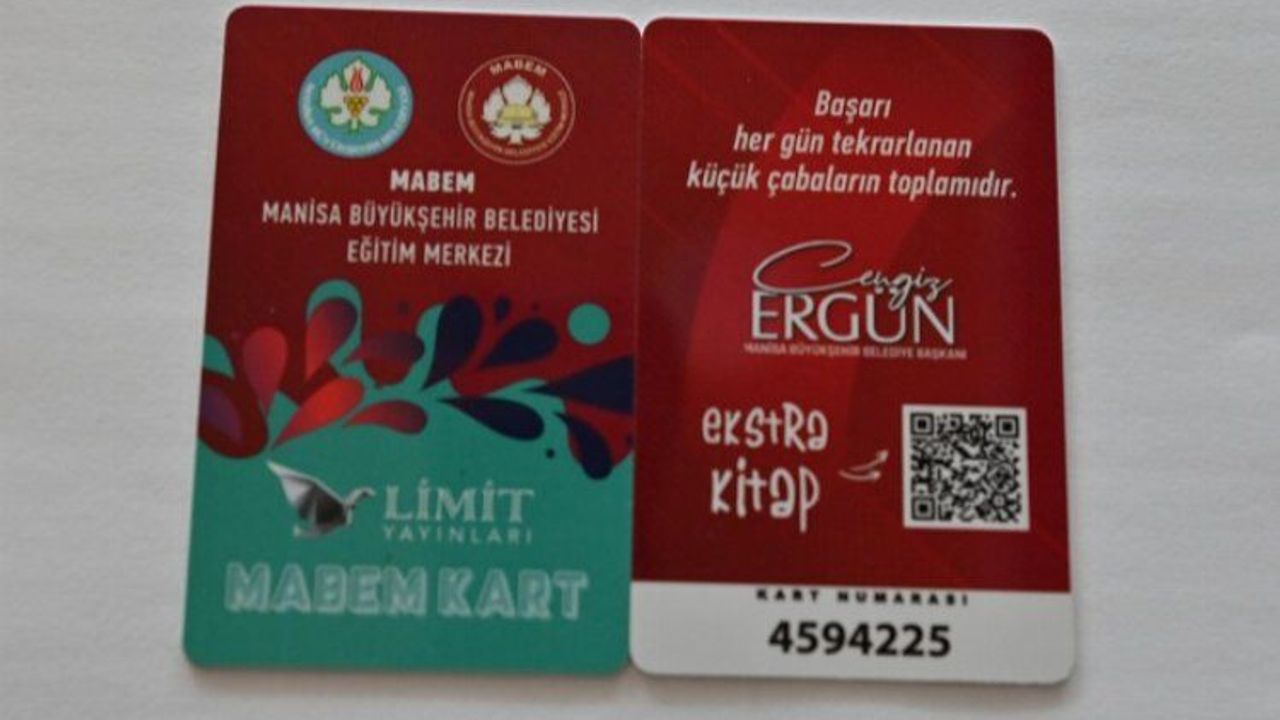 MABEM
MABEM
MANİSA BÜYÜKŞEHİR BELEDİYESİ
EĞİTİM MERKEZİ
LİMİT
YAYINLARI
MABEM KART
Başarı
her gün tekrarlanan
küçük çabaların toplamıdır.
Cengiz
ERGÜN
MANİSA BÜYÜKŞEHİR BELEDİYE BAŞKANI
eKStRa
Kitap
KART NUMARASI
4594225